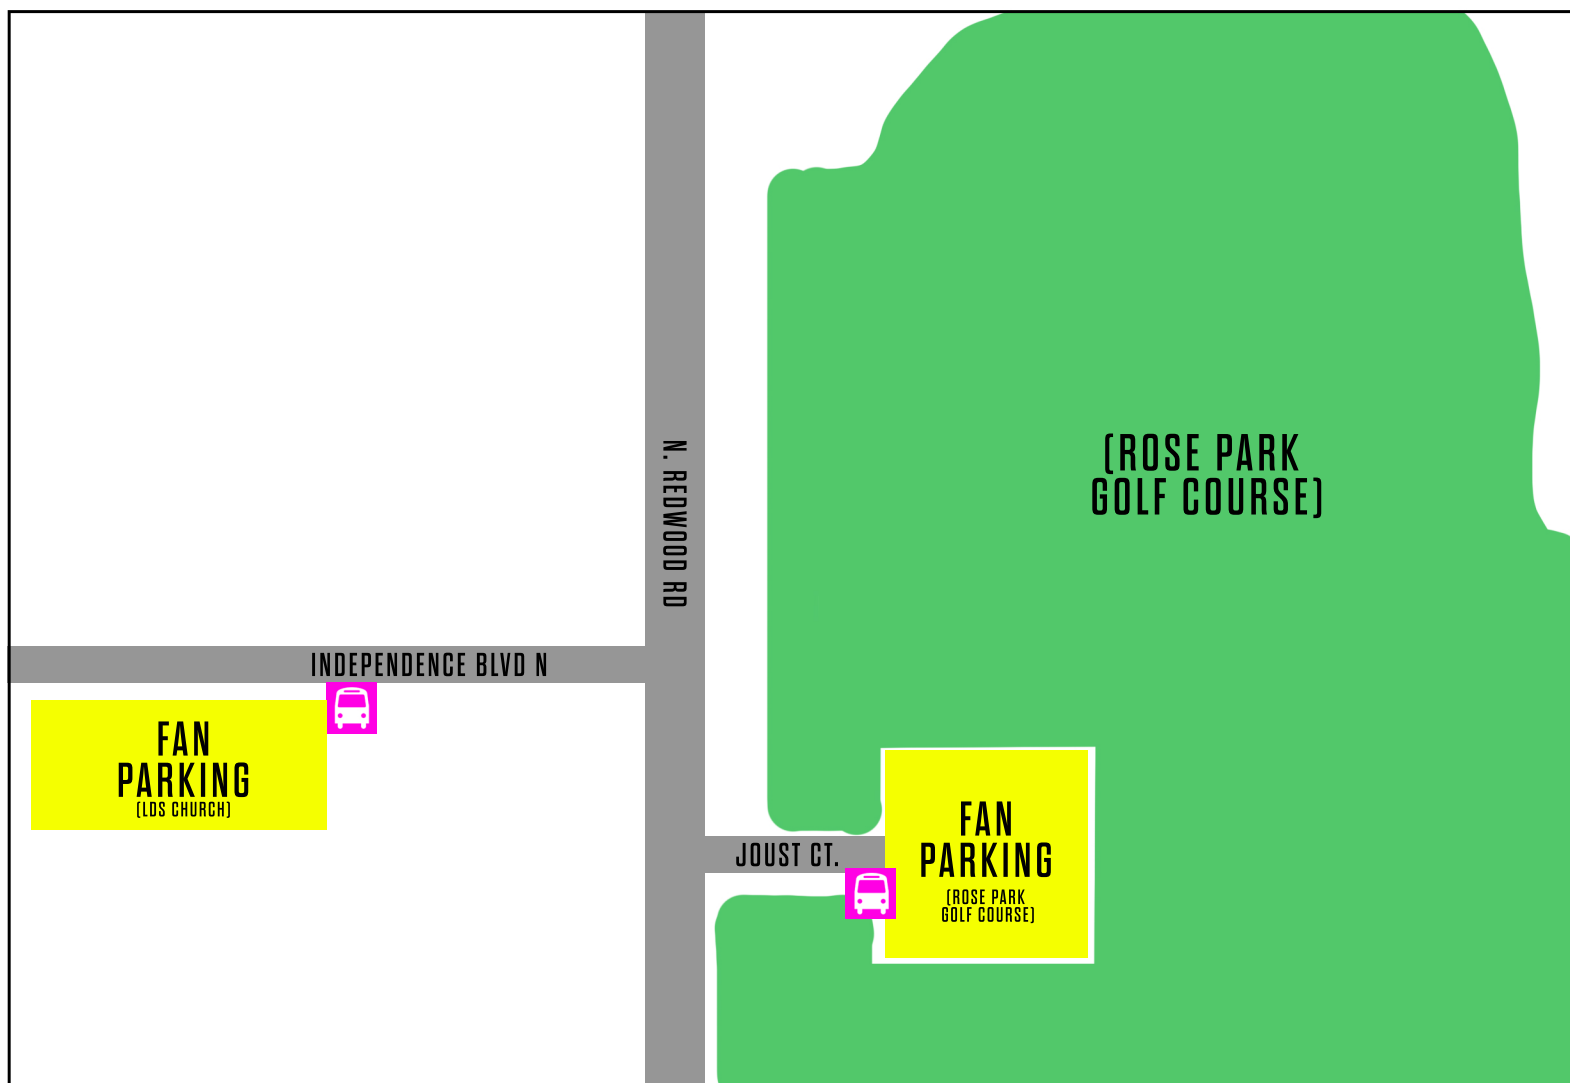 (ROSE PARK
GOLF COURSE)
N. REDWOOD RD
INDEPENDENCE BLVD N
FAN
PARKING
(LDS CHURCH)
JOUST CT.
FAN
PARKING
(ROSE PARK
GOLF COURSE)